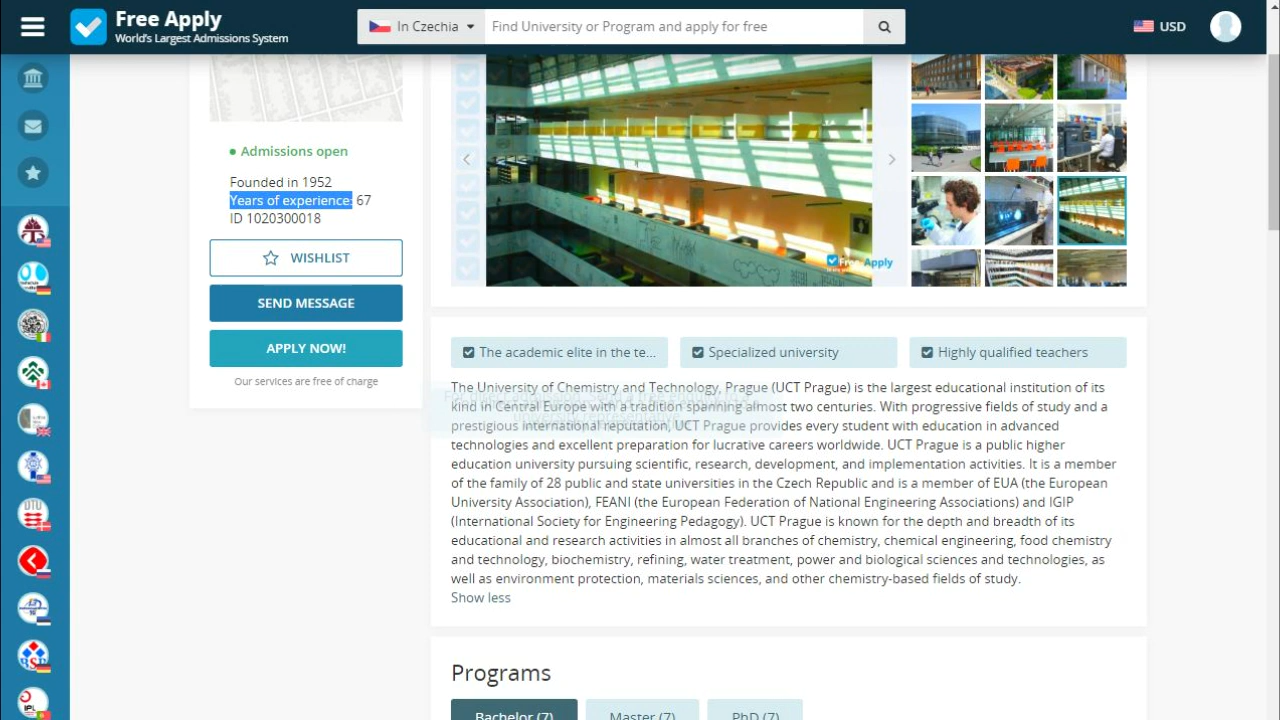 Free Apply
World's Largest Admissions System
In Czechia
Find University or Program and apply for free
USD
Admissions open
Founded in 1952
Years of experience: 67
ID 1020300018
WISHLIST
SEND MESSAGE
APPLY NOW!
Our services are free of charge
Free Apply
The academic elite in the te...
Specialized university
Highly qualified teachers
The University of Chemistry and Technology, Prague (UCT Prague) is the largest educational institution of its
kind in Central Europe with a tradition spanning almost two centuries. With progressive fields of study and a
prestigious international reputation, UCT Prague provides every student with education in advanced
technologies and excellent preparation for lucrative careers worldwide. UCT Prague is a public higher
education university pursuing scientific, research, development, and implementation activities. It is a member
of the family of 28 public and state universities in the Czech Republic and is a member of EUA (the European
University Association), FEANI (the European Federation of National Engineering Associations) and IGIP
(International Society for Engineering Pedagogy). UCT Prague is known for the depth and breadth of its
educational and research activities in almost all branches of chemistry, chemical engineering, food chemistry
and technology, biochemistry, refining, water treatment, power and biological sciences and technologies, as
well as environment protection, materials sciences, and other chemistry-based fields of study.
Show less
Programs
Bachelor (7)
Master (7)
PhD (7)
DTU
BSP
IPL